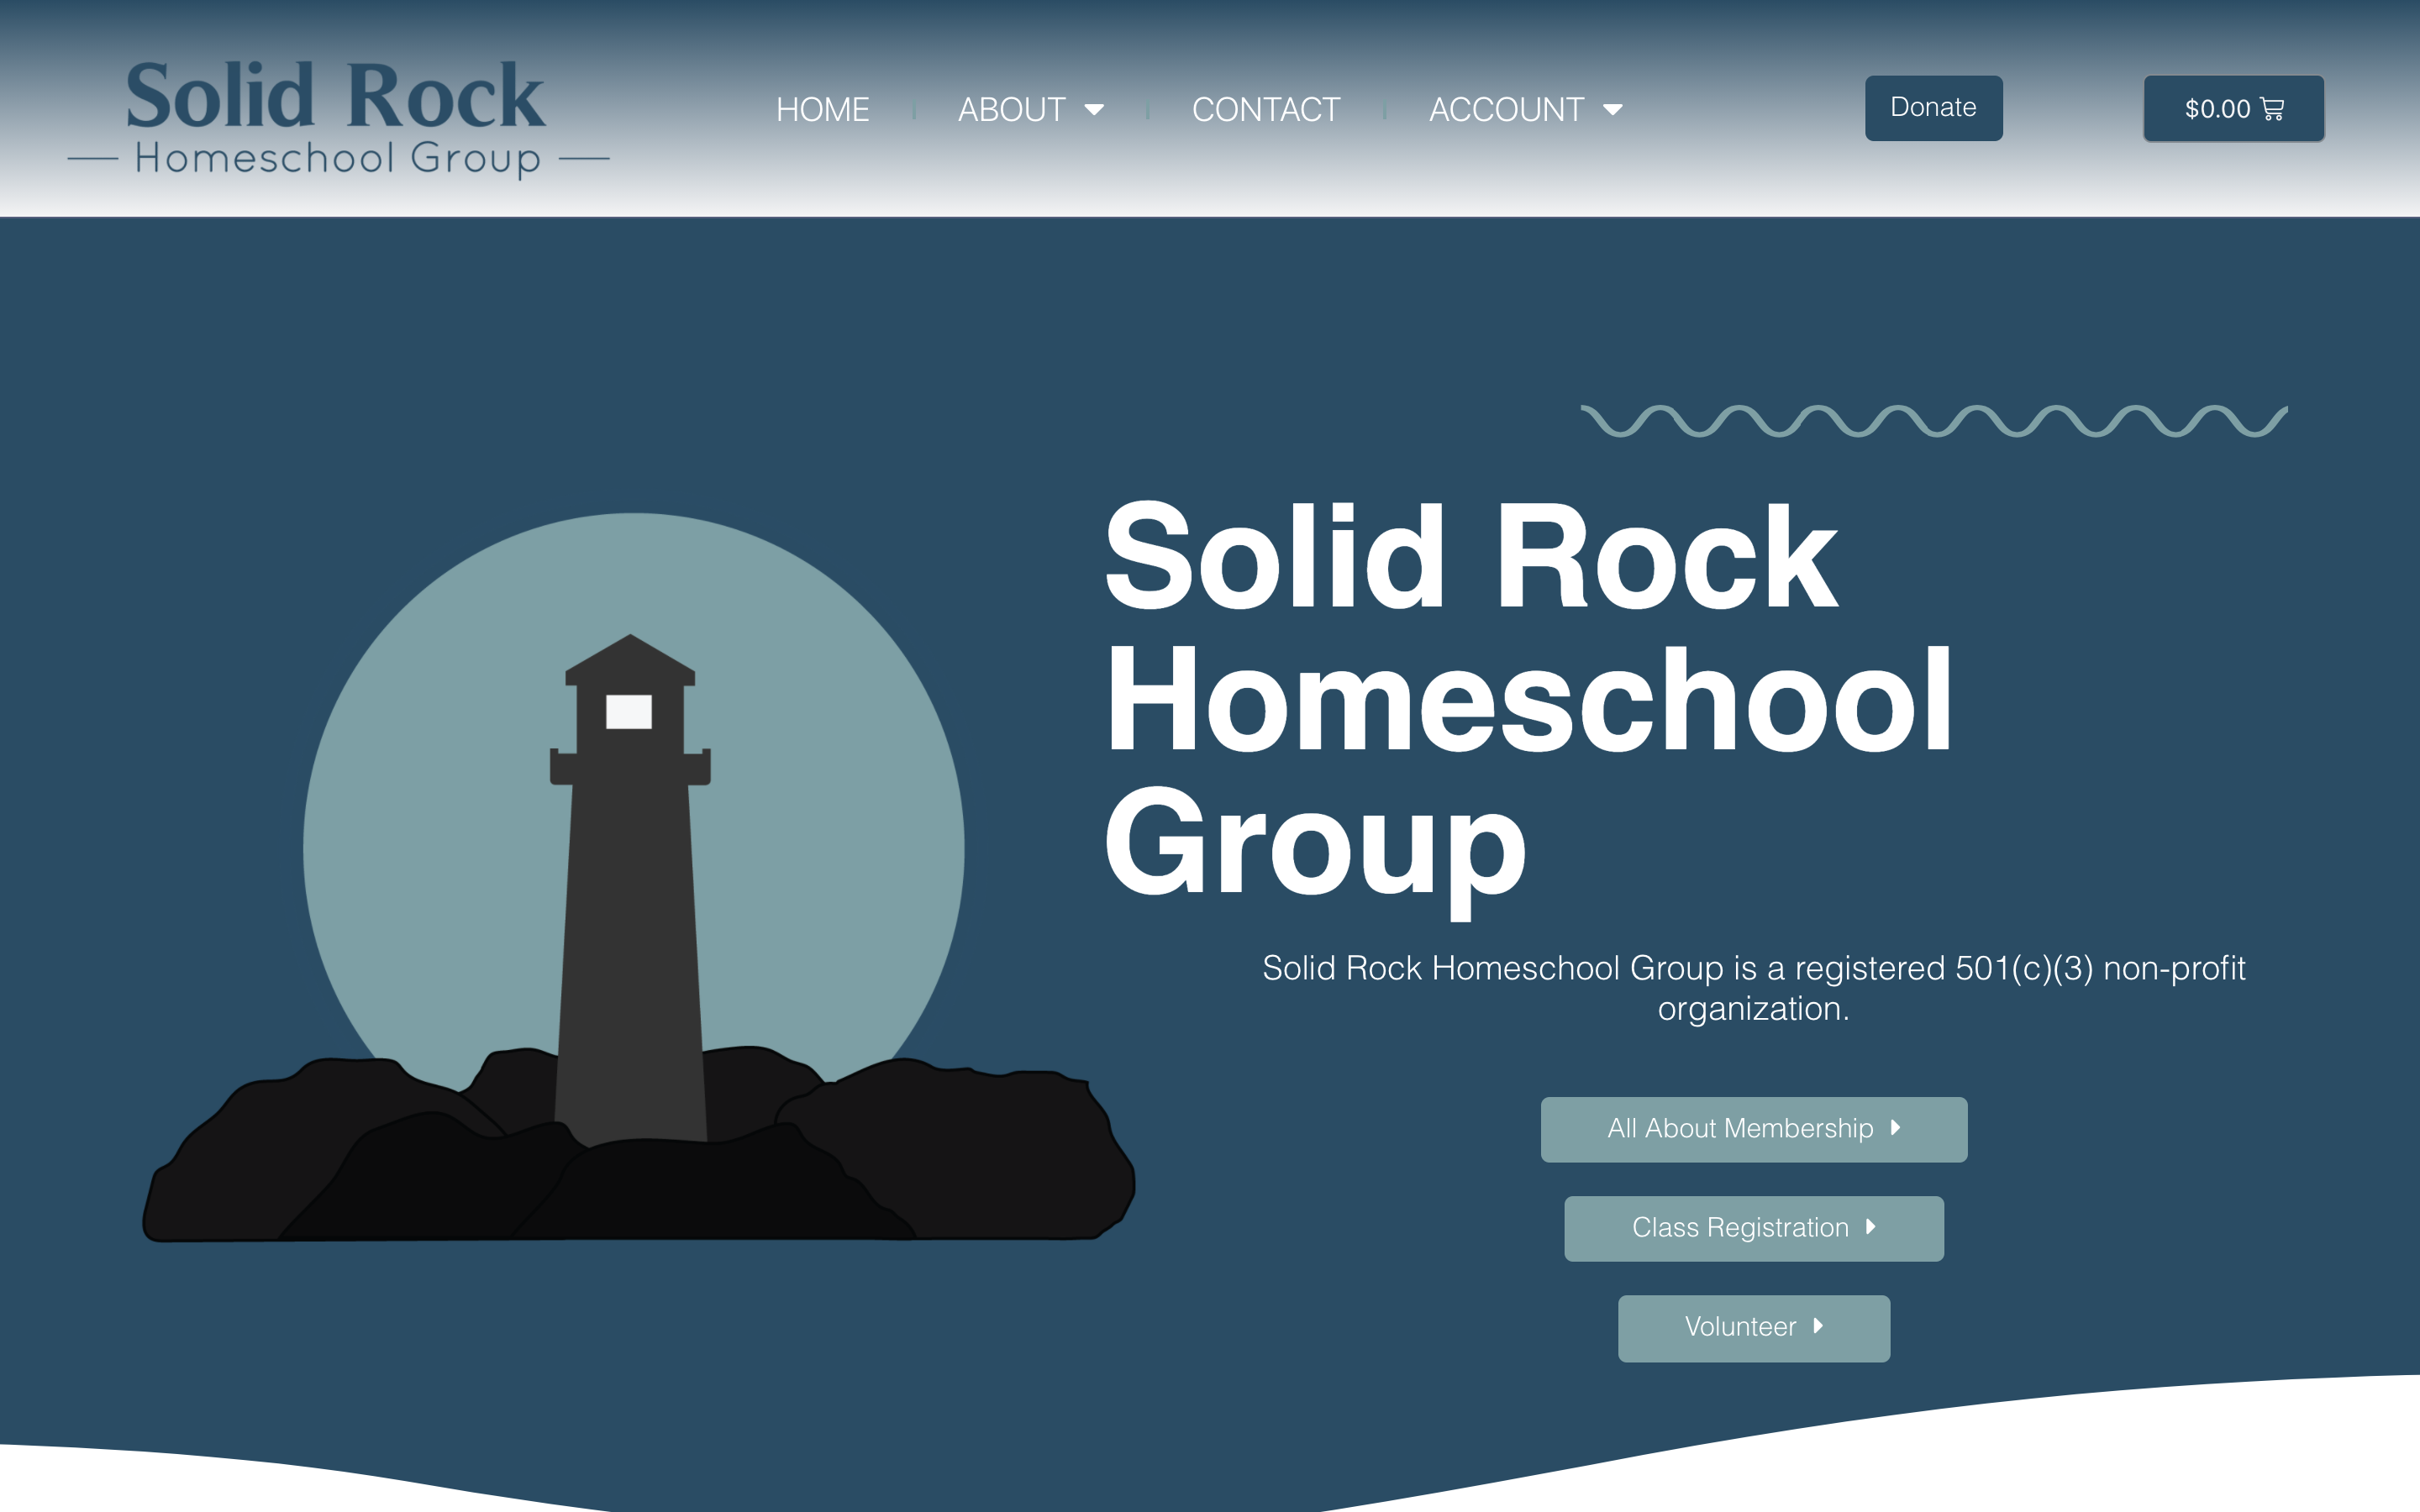 Solid Rock
Homeschool Group
HOME
ABOUT
CONTACT
ACCOUNT
Donate
$0.00
Solid Rock
Homeschool
Group
Solid Rock Homeschool Group is a registered 501(c)(3) non-profit
organization.
All About Membership
Class Registration
Volunteer